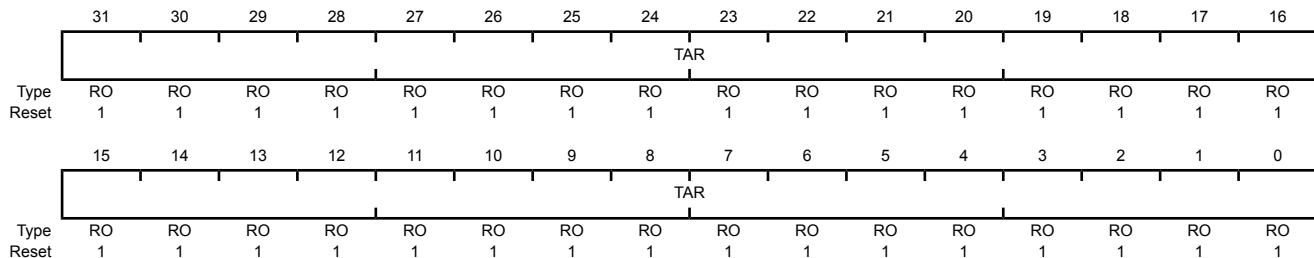 31 30 29 28 27 26 25 24 23 22 21 20 19 18 17 16
TAR
Type RO RO RO RO RO RO RO RO RO RO RO RO RO RO RO RO
Reset 1 1 1 1 1 1 1 1 1 1 1 1 1 1 1 1
15 14 13 12 11 10 9 8 7 6 5 4 3 2 1 0
TAR
Type RO RO RO RO RO RO RO RO RO RO RO RO RO RO RO RO
Reset 1 1 1 1 1 1 1 1 1 1 1 1 1 1 1 1